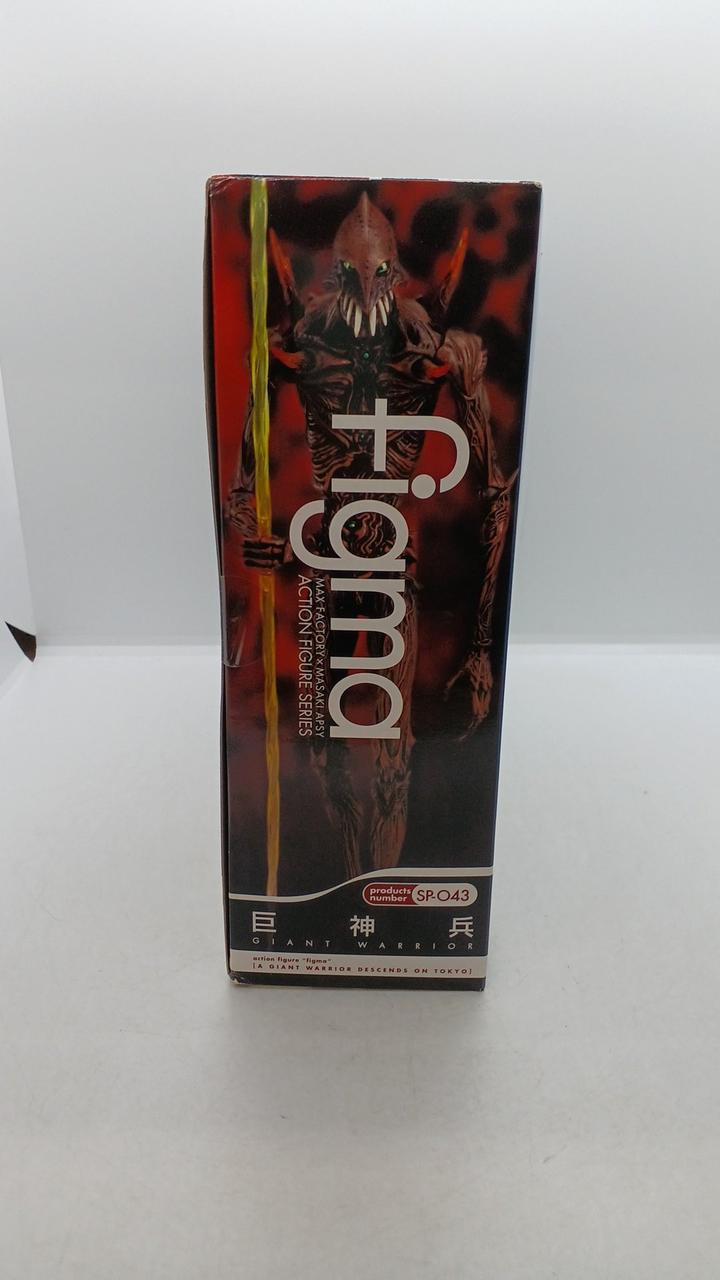 figma
MAX FACTORY × MASAKI APSY
ACTION FIGURE SERIES
products number SP-043
巨神兵
GIANT WARRIOR
action figure "figma"
[A GIANT WARRIOR DESCENDS ON TOKYO]